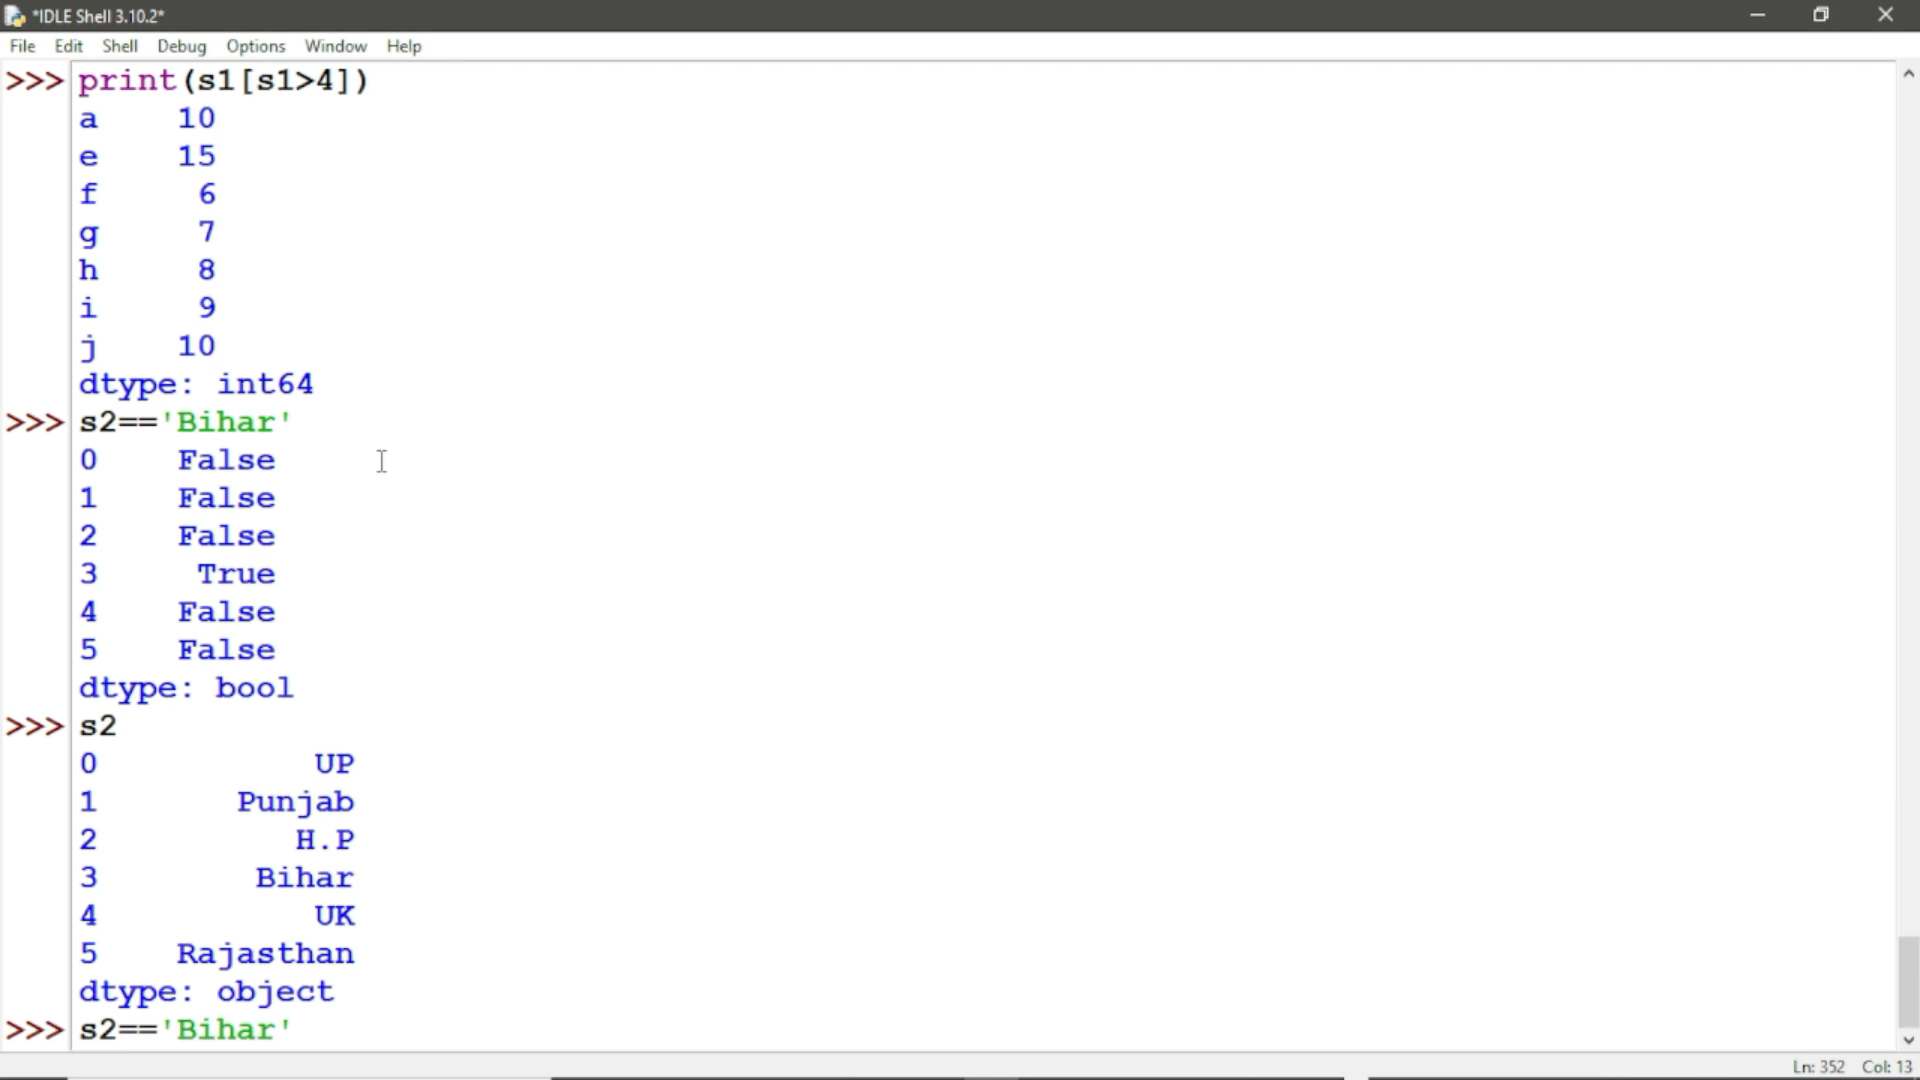 *IDLE Shell 3.10.2*
File Edit Shell Debug Options Window Help
>>> print(s1[s1>4])
a    10
e    15
f     6
g     7
h     8
i     9
j    10
dtype: int64
>>> s2=='Bihar'
0    False
1    False
2    False
3     True
4    False
5    False
dtype: bool
>>> s2
0           UP
1       Punjab
2          H.P
3        Bihar
4           UK
5    Rajasthan
dtype: object
>>> s2=='Bihar'
Ln: 352 Col: 13